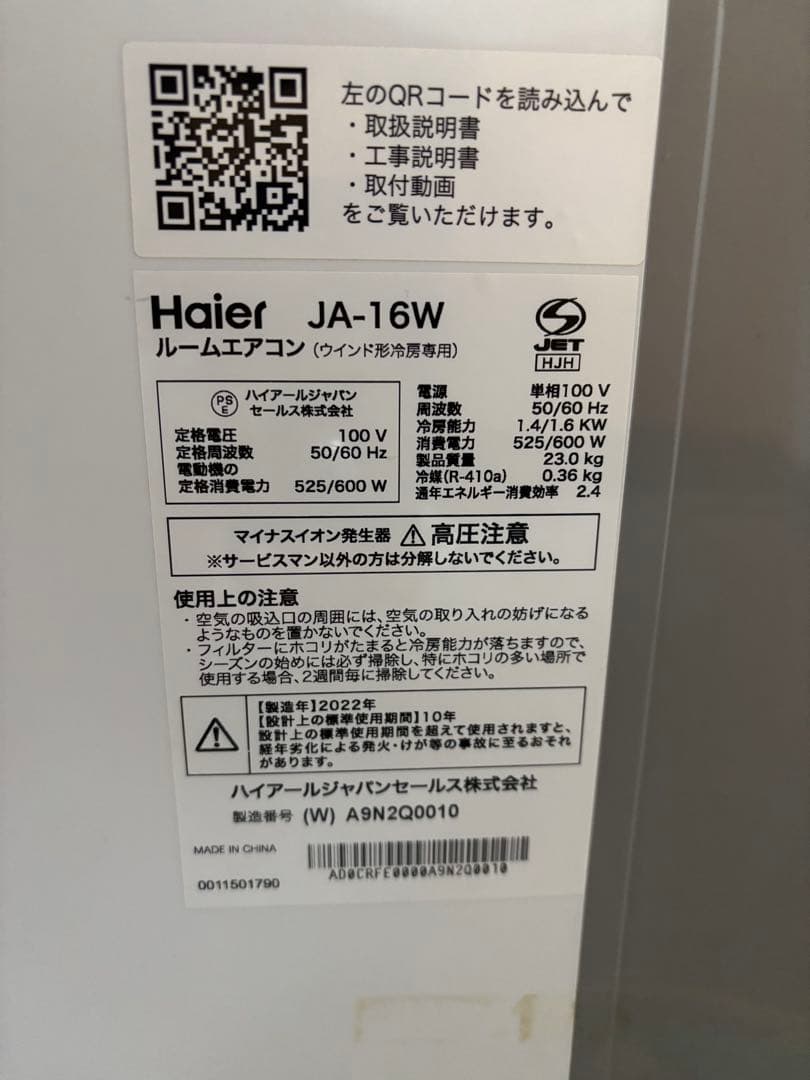 左のQRコードを読み込んで
・取扱説明書
・工事説明書
・取付動画
をご覧いただけます。
Haier JA-16W
ルームエアコン（ウインド形冷房専用）
JET
HJH
PSE ハイアールジャパン
セールス株式会社
定格電圧 100 V
定格周波数 50/60 Hz
電動機の
定格消費電力 525/600 W
電源 単相100 V
周波数 50/60 Hz
冷房能力 1.4/1.6 KW
消費電力 525/600 W
製品質量 23.0 kg
冷媒(R-410a) 0.36 kg
通年エネルギー消費効率 2.4
マイナスイオン発生器 ⚠高圧注意
※サービスマン以外の方は分解しないでください。
使用上の注意
・空気の吸込口の周囲には、空気の取り入れの妨げになる
ようなものを置かないでください。
・フィルターにホコリがたまると冷房能力が落ちますので、
シーズンの始めには必ず掃除し、特にホコリの多い場所で
使用する場合、2週間毎に掃除してください。
【製造年】2022年
【設計上の標準使用期間】10年
設計上の標準使用期間を超えて使用されますと、
経年劣化による発火・けが等の事故に至るおそれ
があります。
ハイアールジャパンセールス株式会社
製造番号 (W) A9N2Q0010
MADE IN CHINA
AD0CRFE0000A9N2Q0010
0011501790